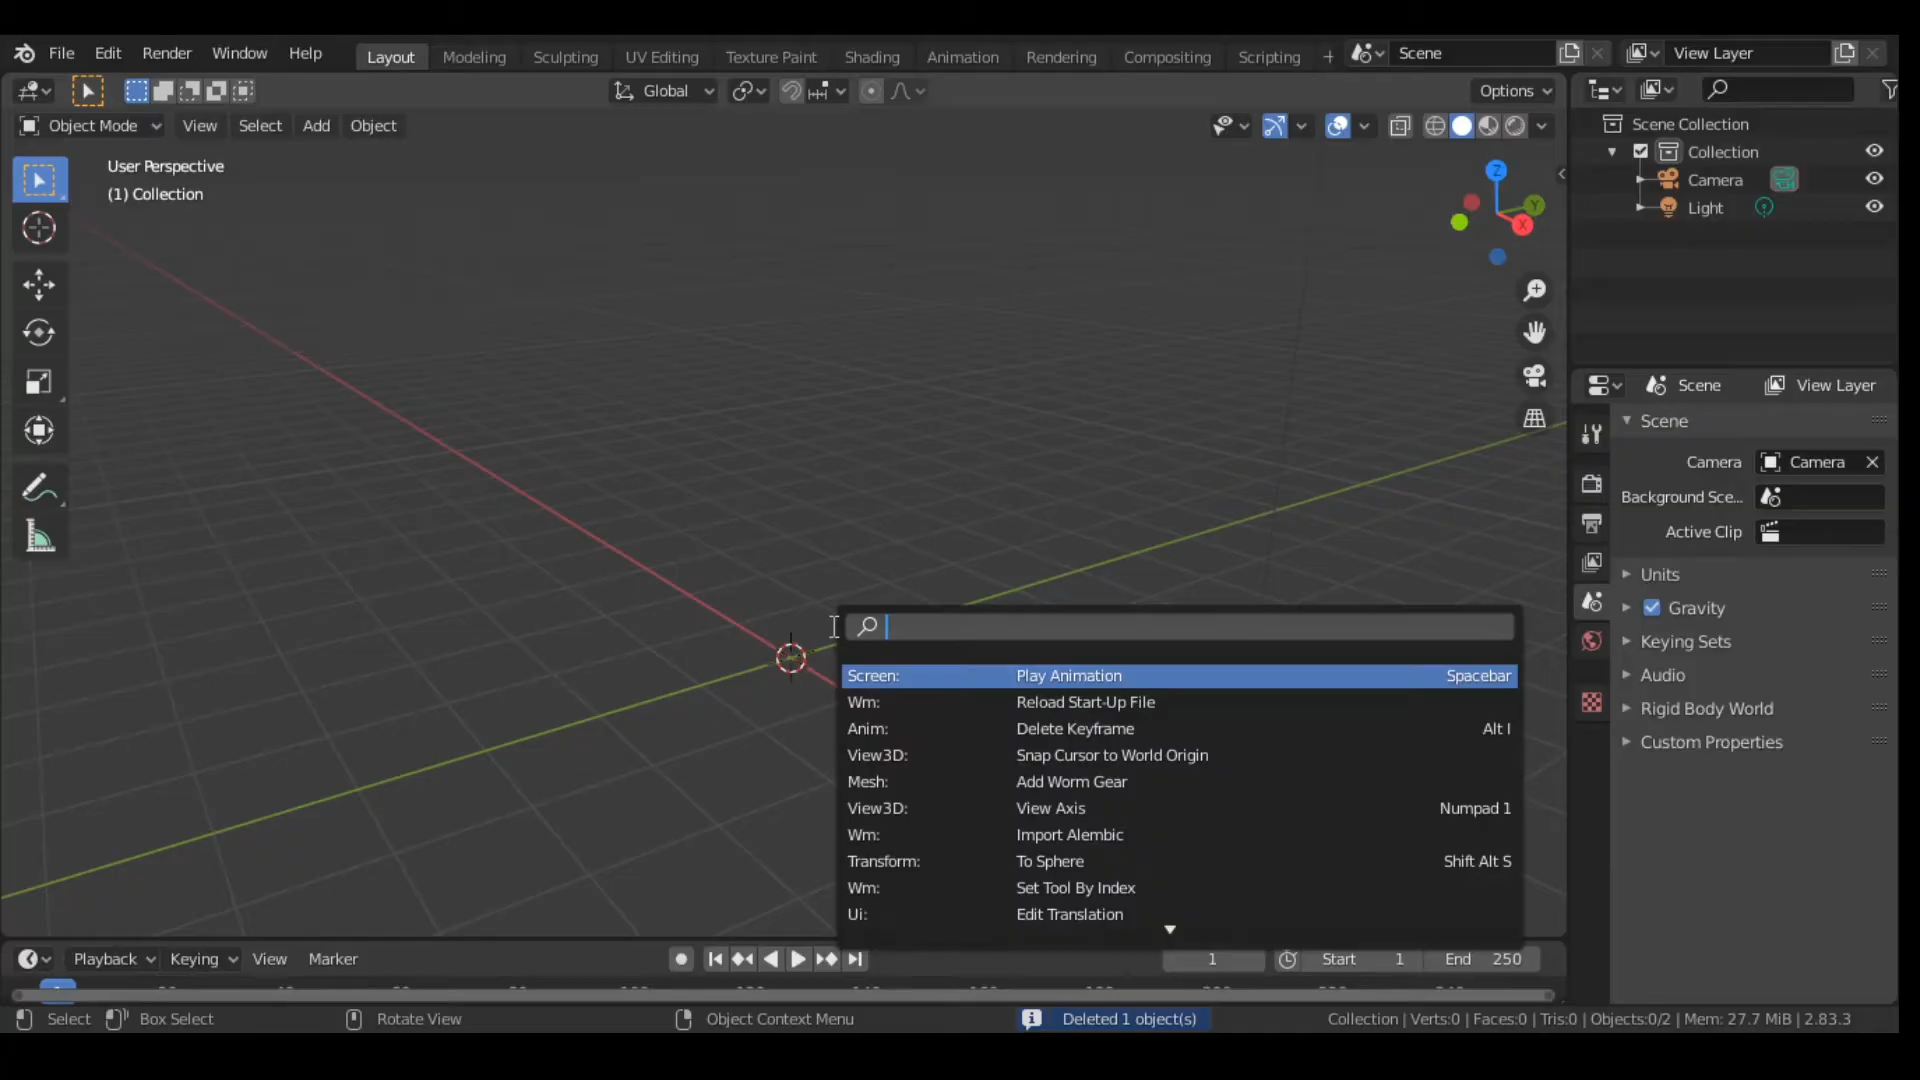 File Edit Render Window Help Layout Modeling Sculpting UV Editing Texture Paint Shading Animation Rendering Compositing Scripting + Scene View Layer
Global Options
Object Mode View Select Add Object
User Perspective
(1) Collection
Z
Y
X
Scene Collection
Collection
Camera
Light
Scene View Layer
Scene
Camera Camera
Background Sce...
Active Clip
Units
Gravity
Keying Sets
Audio
Rigid Body World
Custom Properties
Screen: Play Animation Spacebar
Wm: Reload Start-Up File
Anim: Delete Keyframe Alt I
View3D: Snap Cursor to World Origin
Mesh: Add Worm Gear
View3D: View Axis Numpad 1
Wm: Import Alembic
Transform: To Sphere Shift Alt S
Wm: Set Tool By Index
Ui: Edit Translation
Playback Keying View Marker 1 Start 1 End 250
Select Box Select Rotate View Object Context Menu Deleted 1 object(s) Collection | Verts:0 | Faces:0 | Tris:0 | Objects:0/2 | Mem: 27.7 MiB | 2.83.3